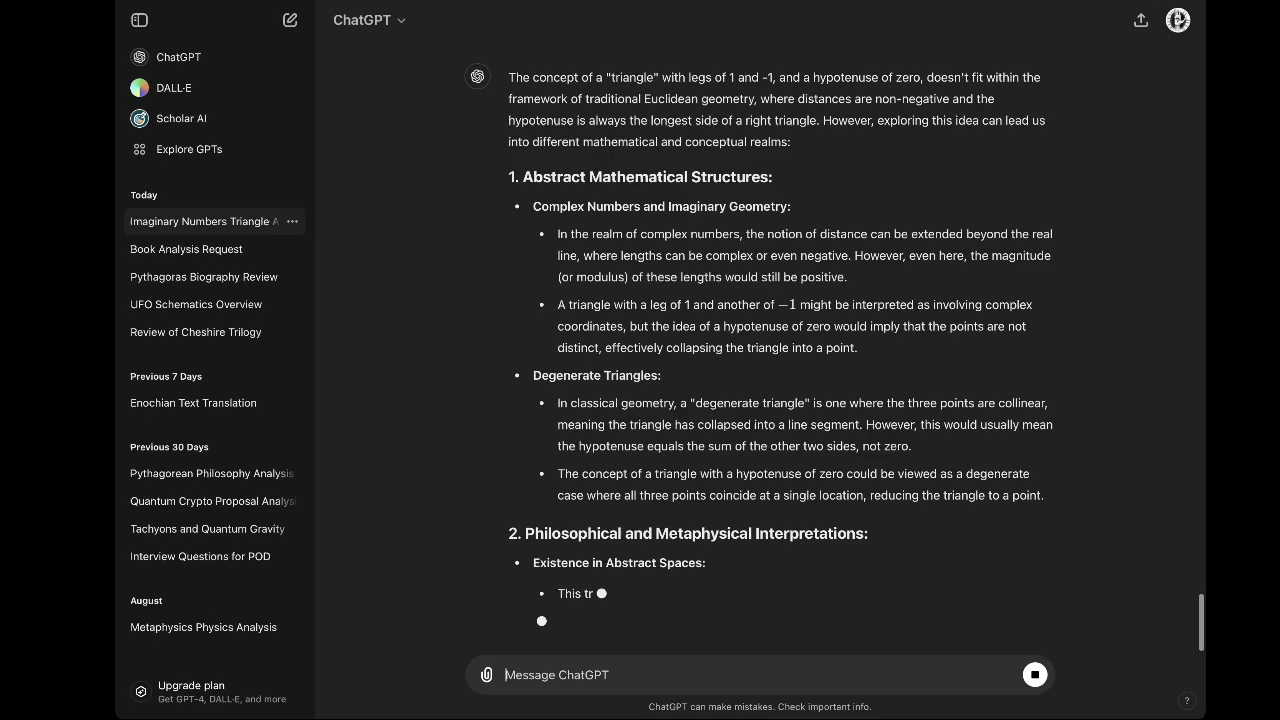 ChatGPT
ChatGPT
DALL·E
Scholar AI
Explore GPTs
Today
Imaginary Numbers Triangle A
Book Analysis Request
Pythagoras Biography Review
UFO Schematics Overview
Review of Cheshire Trilogy
Previous 7 Days
Enochian Text Translation
Previous 30 Days
Pythagorean Philosophy Analysis
Quantum Crypto Proposal Analysi
Tachyons and Quantum Gravity
Interview Questions for POD
August
Metaphysics Physics Analysis
Upgrade plan
Get GPT-4, DALL·E, and more
The concept of a "triangle" with legs of 1 and -1, and a hypotenuse of zero, doesn't fit within the
framework of traditional Euclidean geometry, where distances are non-negative and the
hypotenuse is always the longest side of a right triangle. However, exploring this idea can lead us
into different mathematical and conceptual realms:
1. Abstract Mathematical Structures:
• Complex Numbers and Imaginary Geometry:
• In the realm of complex numbers, the notion of distance can be extended beyond the real
line, where lengths can be complex or even negative. However, even here, the magnitude
(or modulus) of these lengths would still be positive.
• A triangle with a leg of 1 and another of −1 might be interpreted as involving complex
coordinates, but the idea of a hypotenuse of zero would imply that the points are not
distinct, effectively collapsing the triangle into a point.
• Degenerate Triangles:
• In classical geometry, a "degenerate triangle" is one where the three points are collinear,
meaning the triangle has collapsed into a line segment. However, this would usually mean
the hypotenuse equals the sum of the other two sides, not zero.
• The concept of a triangle with a hypotenuse of zero could be viewed as a degenerate
case where all three points coincide at a single location, reducing the triangle to a point.
2. Philosophical and Metaphysical Interpretations:
• Existence in Abstract Spaces:
• This tr
Message ChatGPT
ChatGPT can make mistakes. Check important info.
?